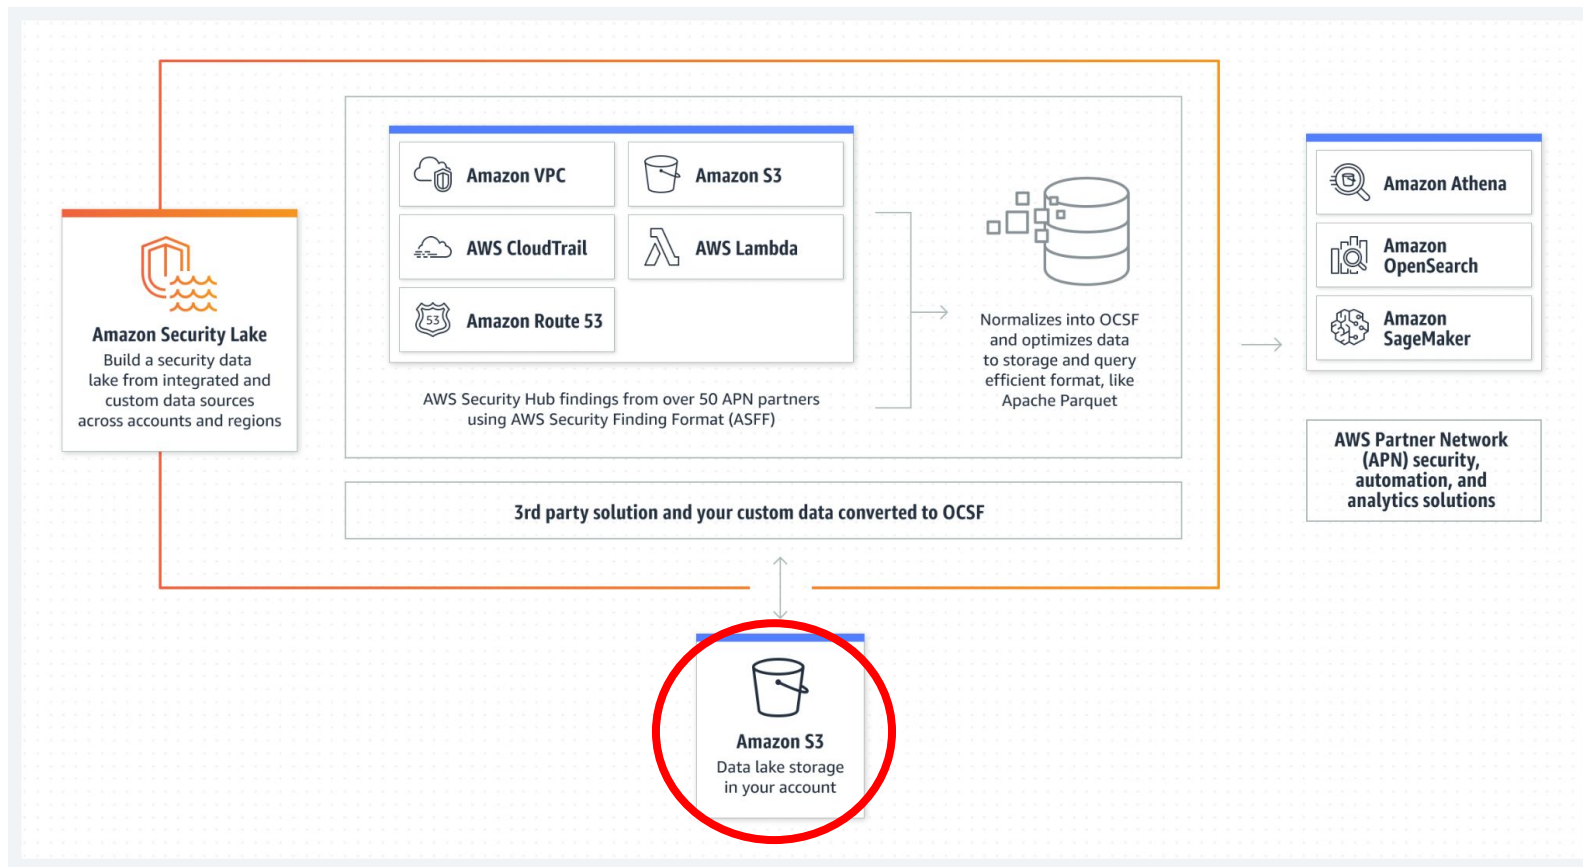 Amazon Security Lake
Build a security data
lake from integrated and
custom data sources
across accounts and regions
Amazon VPC
Amazon S3
AWS CloudTrail
AWS Lambda
53
Amazon Route 53
AWS Security Hub findings from over 50 APN partners
using AWS Security Finding Format (ASFF)
Normalizes into OCSF
and optimizes data
to storage and query
efficient format, like
Apache Parquet
3rd party solution and your custom data converted to OCSF
Amazon S3
Data lake storage
in your account
Amazon Athena
Amazon
OpenSearch
Amazon
SageMaker
AWS Partner Network
(APN) security,
automation, and
analytics solutions